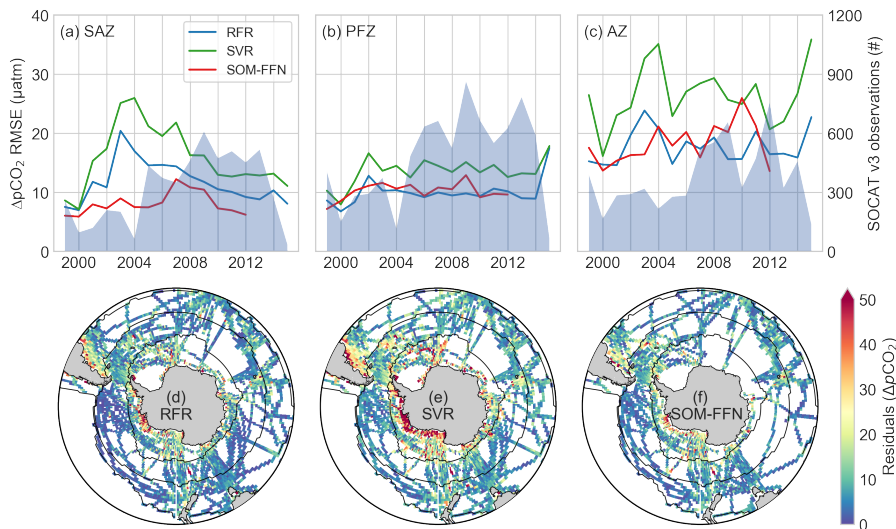 (a) SAZ
RFR
SVR
SOM-FFN
(b) PFZ
(c) AZ
40
30
20
10
0
ΔpCO₂ RMSE (µatm)
1200
900
600
300
0
SOCAT v3 observations (#)
2000 2004 2008 2012
2000 2004 2008 2012
2000 2004 2008 2012
(d)
RFR
(e)
SVR
(f)
SOM-FFN
50
40
30
20
10
0
Residuals (ΔpCO₂)